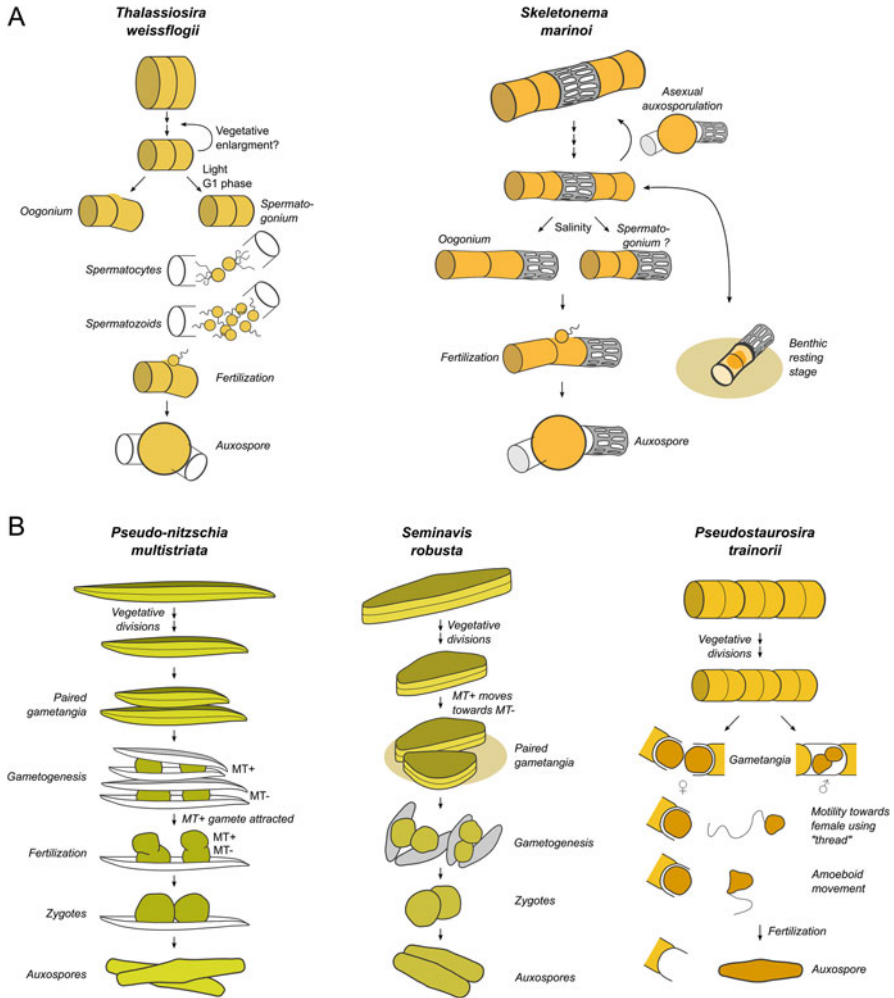 A
Thalassiosira
weissflogii
Vegetative
enlargment?
Light
G1 phase
Oogonium
Spermato-
gonium
Spermatocytes
Spermatozoids
Fertilization
Auxospore
Skeletonema
marinoi
Asexual
auxosporulation
Salinity
Oogonium
Spermato-
gonium ?
Fertilization
Benthic
resting
stage
Auxospore
B
Pseudo-nitzschia
multistriata
Vegetative
divisions
Paired
gametangia
Gametogenesis
MT+
MT-
MT+ gamete attracted
Fertilization
MT+
MT-
Zygotes
Auxospores
Seminavis
robusta
Vegetative
divisions
MT+ moves
towards MT-
Paired
gametangia
Gametogenesis
Zygotes
Auxospores
Pseudostaurosira
trainorii
Vegetative
divisions
Gametangia
♀
♂
Motility towards
female using
"thread"
Amoeboid
movement
Fertilization
Auxospore